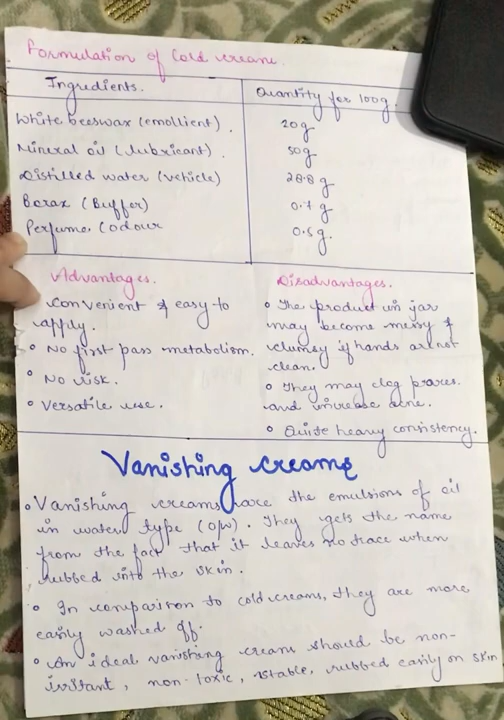 Formulation of Cold cream.
Ingredients. Quantity for 100g.
White beeswax (emollient). 20g
Mineral oil (lubricant). 50g
Distilled water (vehicle) 28.8g
Borax (Buffer) 0.7g
Perfume (odour 0.5g.
Advantages.
convenient & easy to
apply.
• No first pass metabolism.
• No risk.
• Versatile use.
Disadvantages.
• The product in jar
may become messy &
clumsy if hands are not
clean.
• They may clog prores.
and increase acne.
• Quite heavy consistency.
Vanishing creams
• Vanishing creams are the emulsions of oil
in water type (o/w). They gets the name
from the fact that it leaves no trace when
rubbed into the skin.
• In comparison to cold creams, they are more
easily washed off.
• An ideal vanishing cream should be non-
irritant, non-toxic, stable, rubbed easily on skin